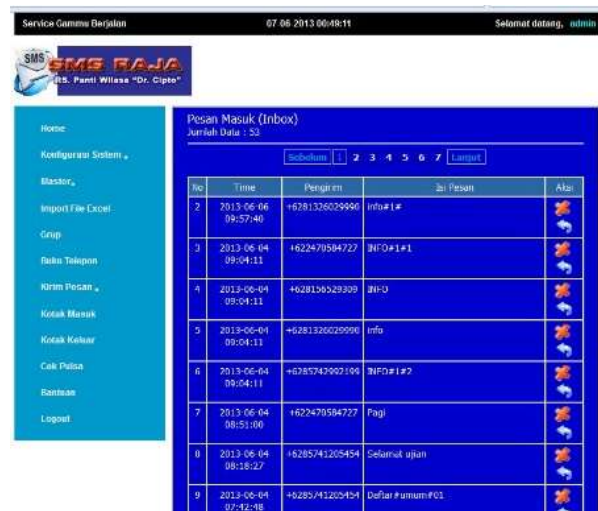 Service Gammu Berjalan
07-06-2013 00:49:11
Selamat datang, admin
SMS
SMS RAJA
RS. Panti Wilasa "Dr. Cipto"
Home
Konfigurasi Sistem
Master
Import File Excel
Grup
Buku Telepon
Kirim Pesan
Kotak Masuk
Kotak Keluar
Cek Pulsa
Bantuan
Logout
Pesan Masuk (Inbox)
Jumlah Data : 53
Sebelum 1 2 3 4 5 6 7 Lanjut
No Time Pengirim Isi Pesan Aksi
2 2013-06-06 09:57:40 +6281326029990 info#1#
3 2013-06-04 09:04:11 +622470584727 INFO#1#1
4 2013-06-04 09:04:11 +628156529309 INFO
5 2013-06-04 09:04:11 +6281326029990 info
6 2013-06-04 09:04:11 +6285742992199 INFO#1#2
7 2013-06-04 08:51:00 +622470584727 Pagi
8 2013-06-04 08:18:27 +6285741205454 Selamat ujian
9 2013-06-04 07:42:48 +6285741205454 Daftar#umum#01